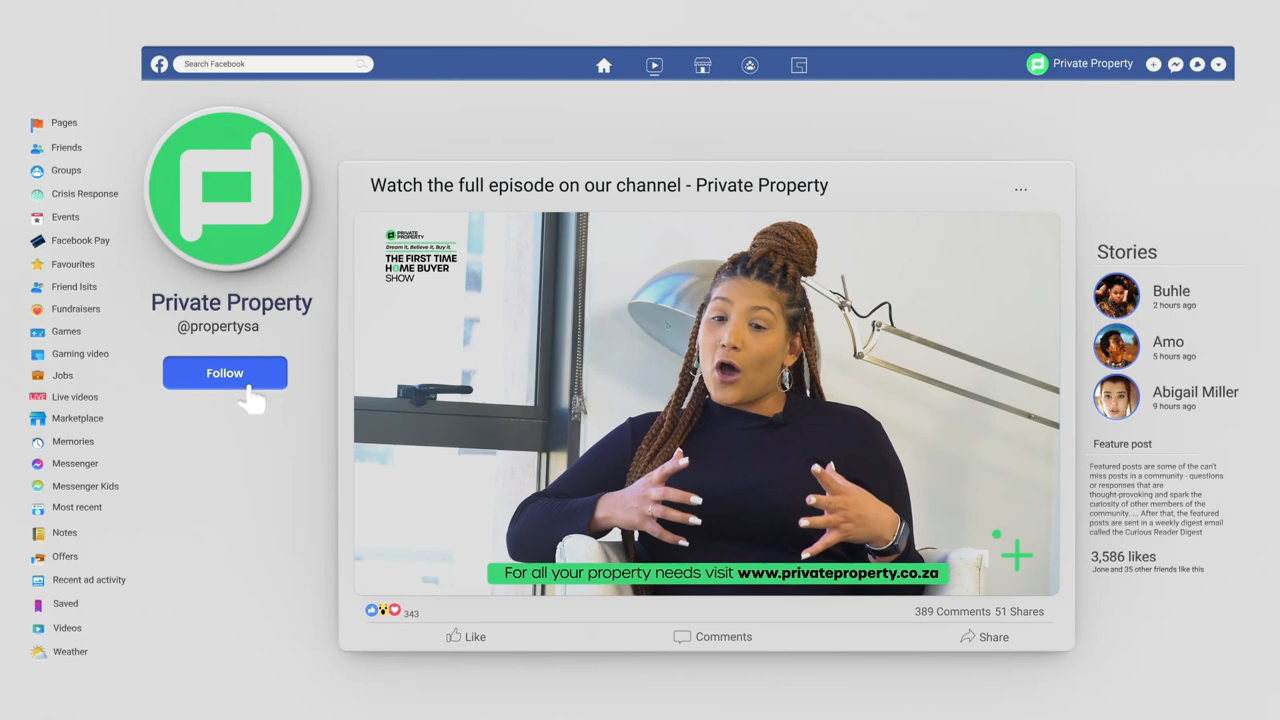 Search Facebook
Private Property
Pages
Friends
Groups
Crisis Response
Events
Facebook Pay
Favourites
Friend lsits
Fundraisers
Games
Gaming video
Jobs
LIVE Live videos
Marketplace
Memories
Messenger
Messenger Kids
Most recent
Notes
Offers
Recent ad activity
Saved
Videos
Weather
Private Property
@propertysa
Follow
Watch the full episode on our channel - Private Property
...
PRIVATE
PROPERTY
Dream it, Believe it, Buy it.
THE FIRST TIME
HOME BUYER
SHOW
For all your property needs visit www.privateproperty.co.za
343
389 Comments 51 Shares
Like
Comments
Share
Stories
Buhle
2 hours ago
Amo
5 hours ago
Abigail Miller
9 hours ago
Feature post
Featured posts are some of the can't
miss posts in a community - questions
or responses that are
thought-provoking and spark the
curiosity of other members of the
community. ... After that, the featured
posts are sent in a weekly digest email
called the Curious Reader Digest
3,586 likes
Jone and 35 other friends like this